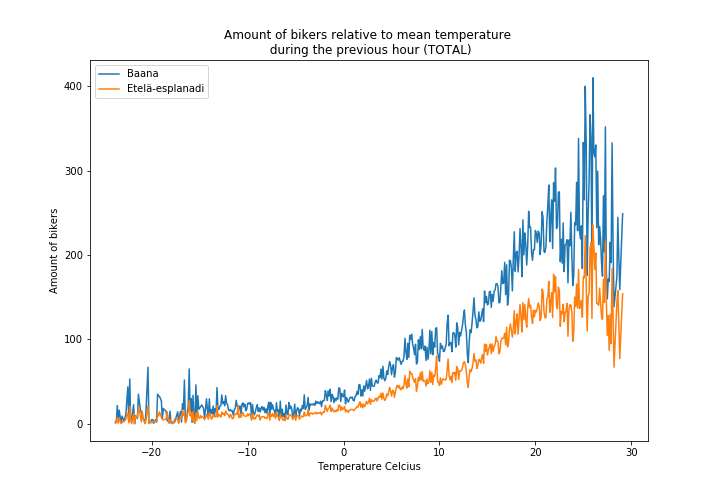 Amount of bikers relative to mean temperature
during the previous hour (TOTAL)
Baana
Etelä-esplanadi
Amount of bikers
400
300
200
100
0
−20
−10
0
10
20
30
Temperature Celcius